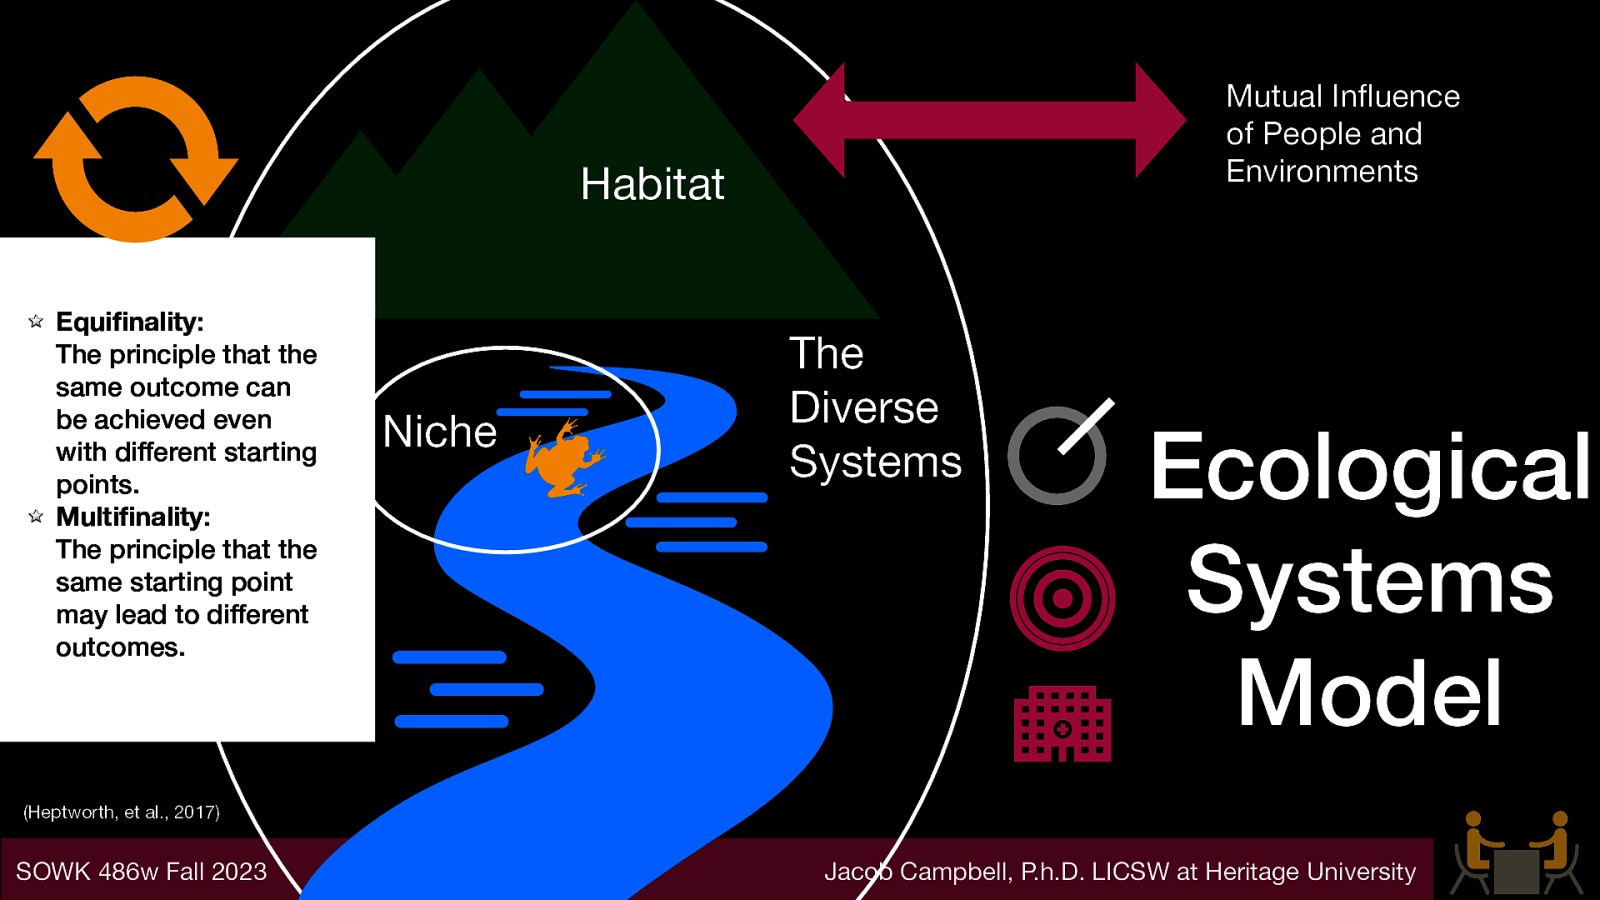 Mutual Influence
of People and
Environments
Habitat
☆ Equifinality:
The principle that the
same outcome can
be achieved even
with different starting
points.
☆ Multifinality:
The principle that the
same starting point
may lead to different
outcomes.
Niche
The
Diverse
Systems
Ecological
Systems
Model
(Heptworth, et al., 2017)
SOWK 486w Fall 2023
Jacob Campbell, P.h.D. LICSW at Heritage University